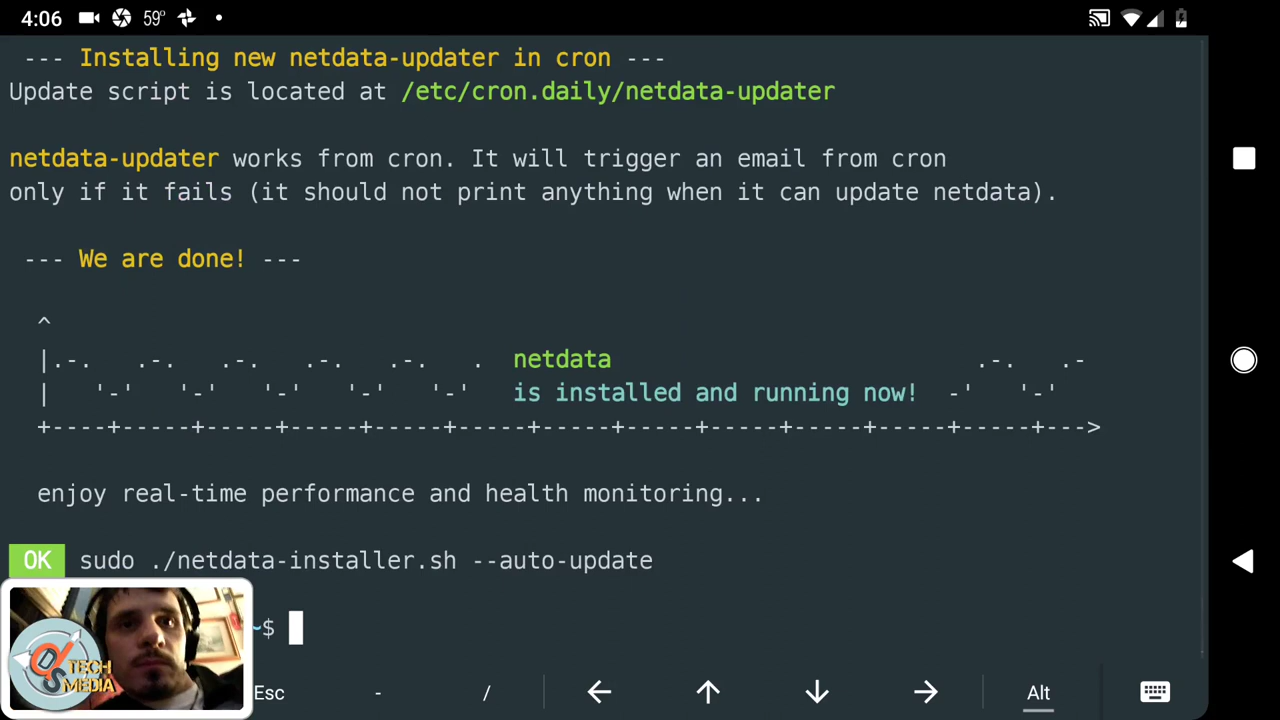 4:06 59°
--- Installing new netdata-updater in cron ---
Update script is located at /etc/cron.daily/netdata-updater
netdata-updater works from cron. It will trigger an email from cron
only if it fails (it should not print anything when it can update netdata).
--- We are done! ---
^
|.-.   .-.   .-.   .-.   .-.   .  netdata                          .-.   .-
|   '-'   '-'   '-'   '-'   '-'   is installed and running now!  -'   '-'
+----+-----+-----+-----+-----+-----+-----+-----+-----+-----+-----+-----+--->
enjoy real-time performance and health monitoring...
OK sudo ./netdata-installer.sh --auto-update
~$
DS TECH MEDIA
Esc - / ← ↑ ↓ → Alt